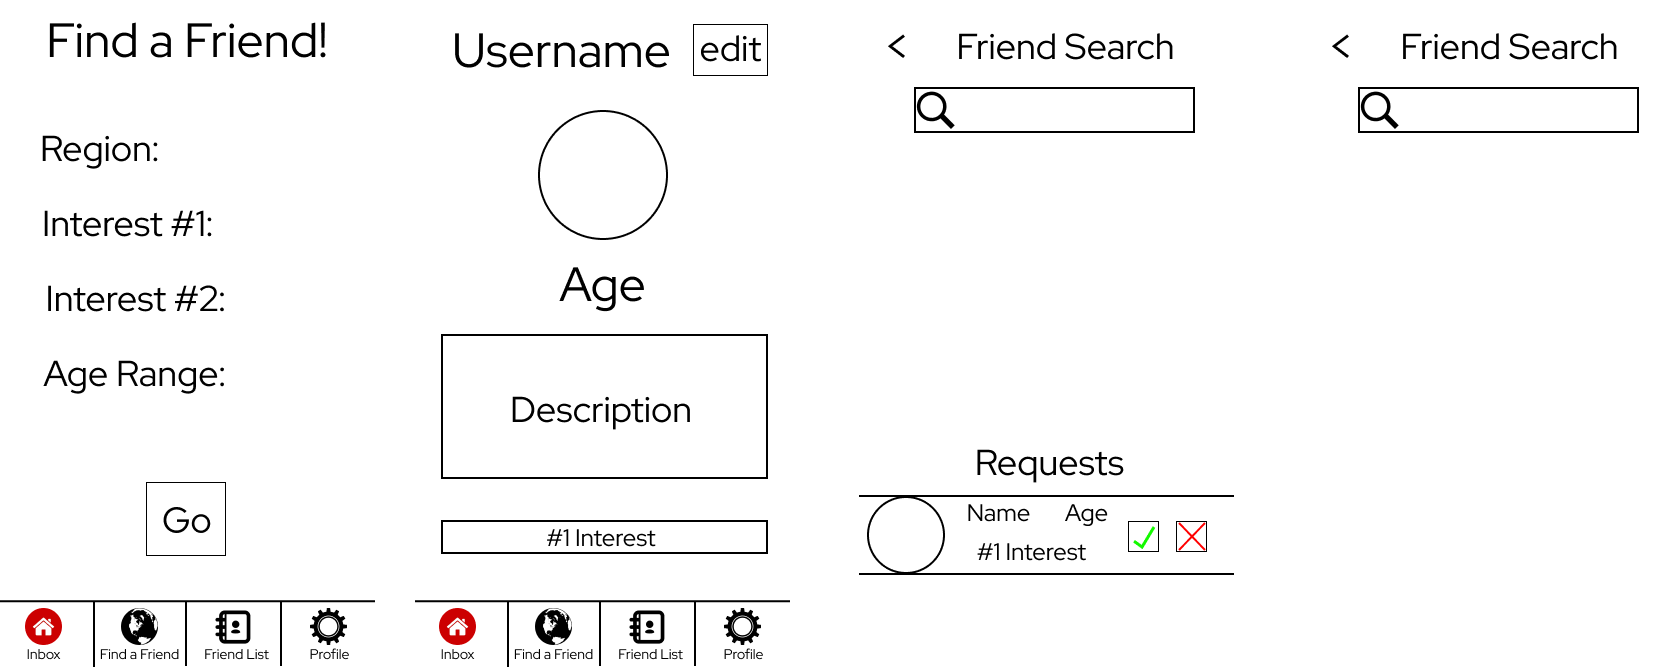 Find a Friend!
Region:
Interest #1:
Interest #2:
Age Range:
Go
Inbox
Find a Friend
Friend List
Profile
Username
edit
Age
Description
#1 Interest
Inbox
Find a Friend
Friend List
Profile
< Friend Search
Requests
Name Age
#1 Interest
< Friend Search